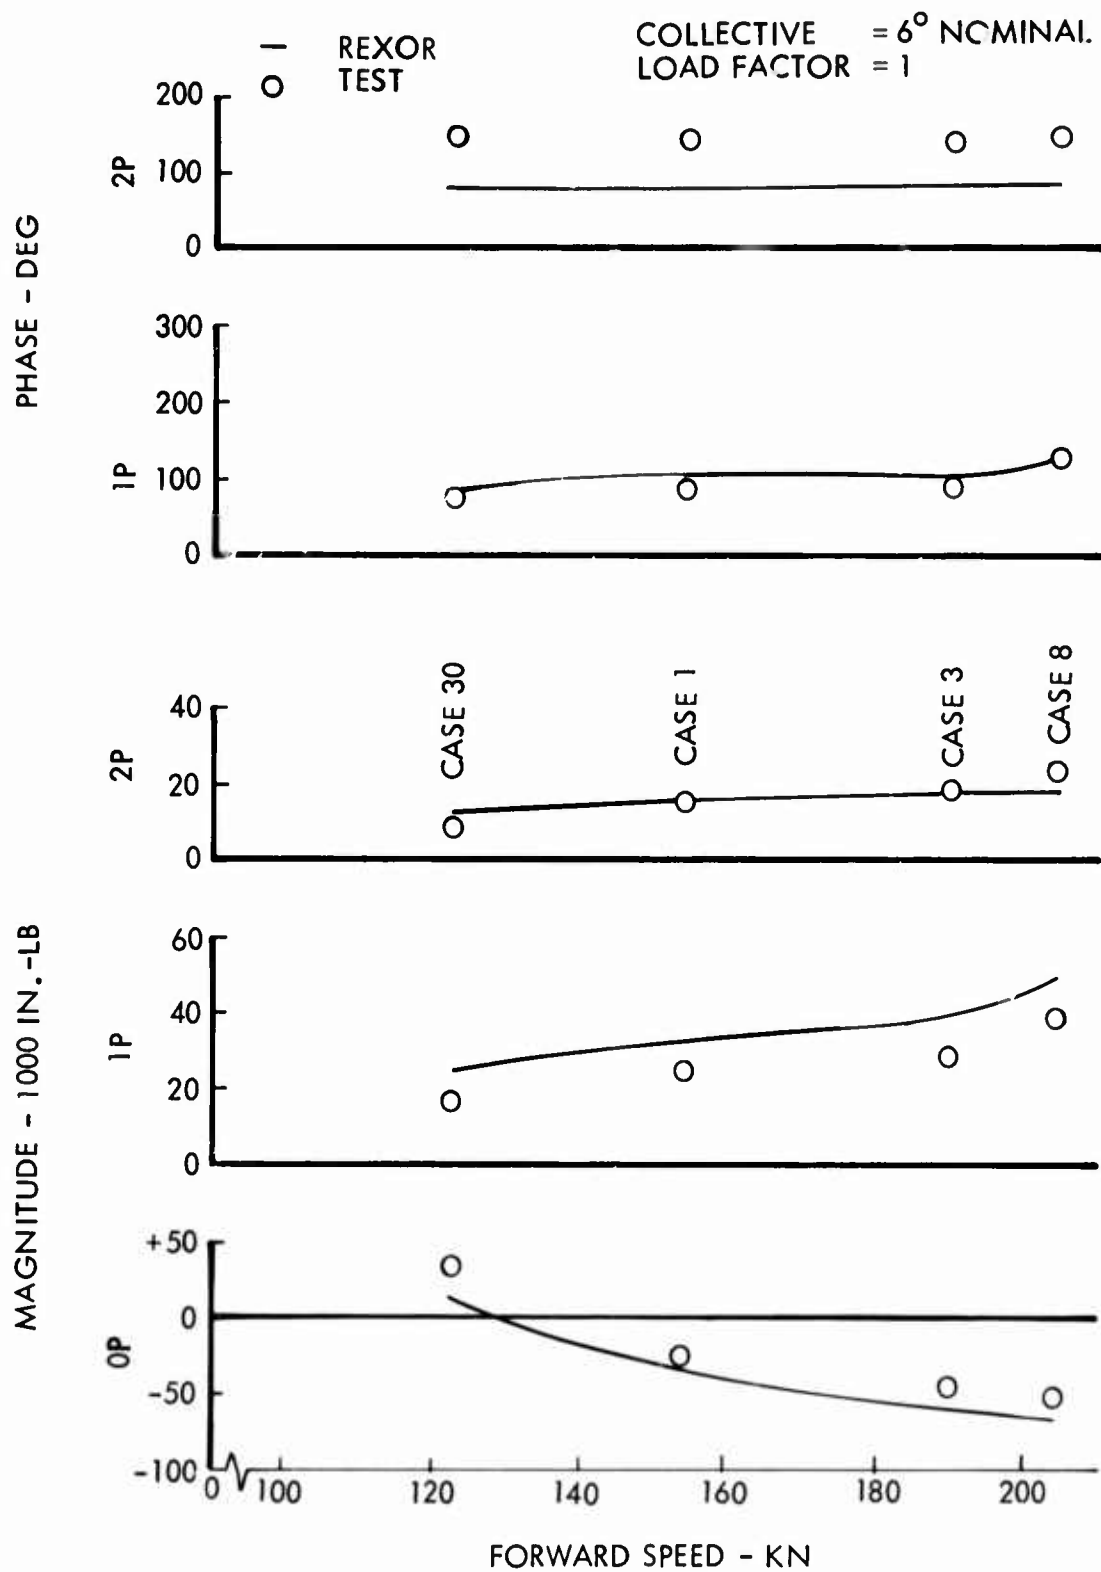 — REXOR
O TEST
COLLECTIVE = 6° NOMINAL
LOAD FACTOR = 1
PHASE - DEG
2P
200
100
0
1P
300
200
100
0
MAGNITUDE - 1000 IN.-LB
2P
40
20
0
CASE 30
CASE 1
CASE 3
CASE 8
1P
60
40
20
0
0P
+50
0
-50
-100
0 100 120 140 160 180 200
FORWARD SPEED - KN